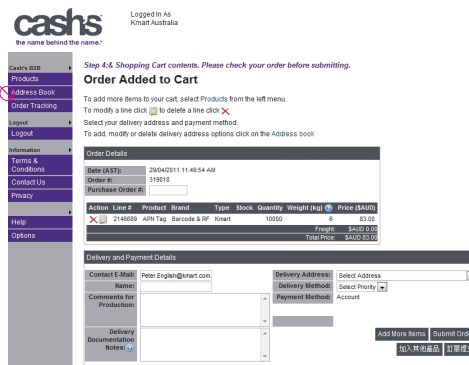 cash's
the name behind the name.™
Logged In As
Kmart Australia
Cash's B2B
Products
Address Book
Order Tracking
Logout
Logout
Information
Terms &
Conditions
Contact Us
Privacy
Help
Options
Step 4:& Shopping Cart contents. Please check your order before submitting.
Order Added to Cart
To add more items to your cart, select Products from the left menu.
To modify a line click to delete a line click
Select your delivery address and payment method.
To add, modify or delete delivery address options click on the Address book
Order Details
Date (AST): 29/04/2011 11:49:54 AM
Order #: 319018
Purchase Order #:
Action Line # Product Brand Type Stock Quantity Weight (kg) Price ($AUD)
2146689 APN Tag Barcode & RF Kmart 10000 6 83.00
Freight: $AUD 0.00
Total Price: $AUD 83.00
Delivery and Payment Details
Contact E-Mail: Peter.English@kmart.com
Delivery Address: Select Address
Name:
Delivery Method: Select Priority
Comments for
Production:
Payment Method: Account
Delivery
Documentation
Notes:
Add More Items Submit Orde
加入其他產品 訂單提